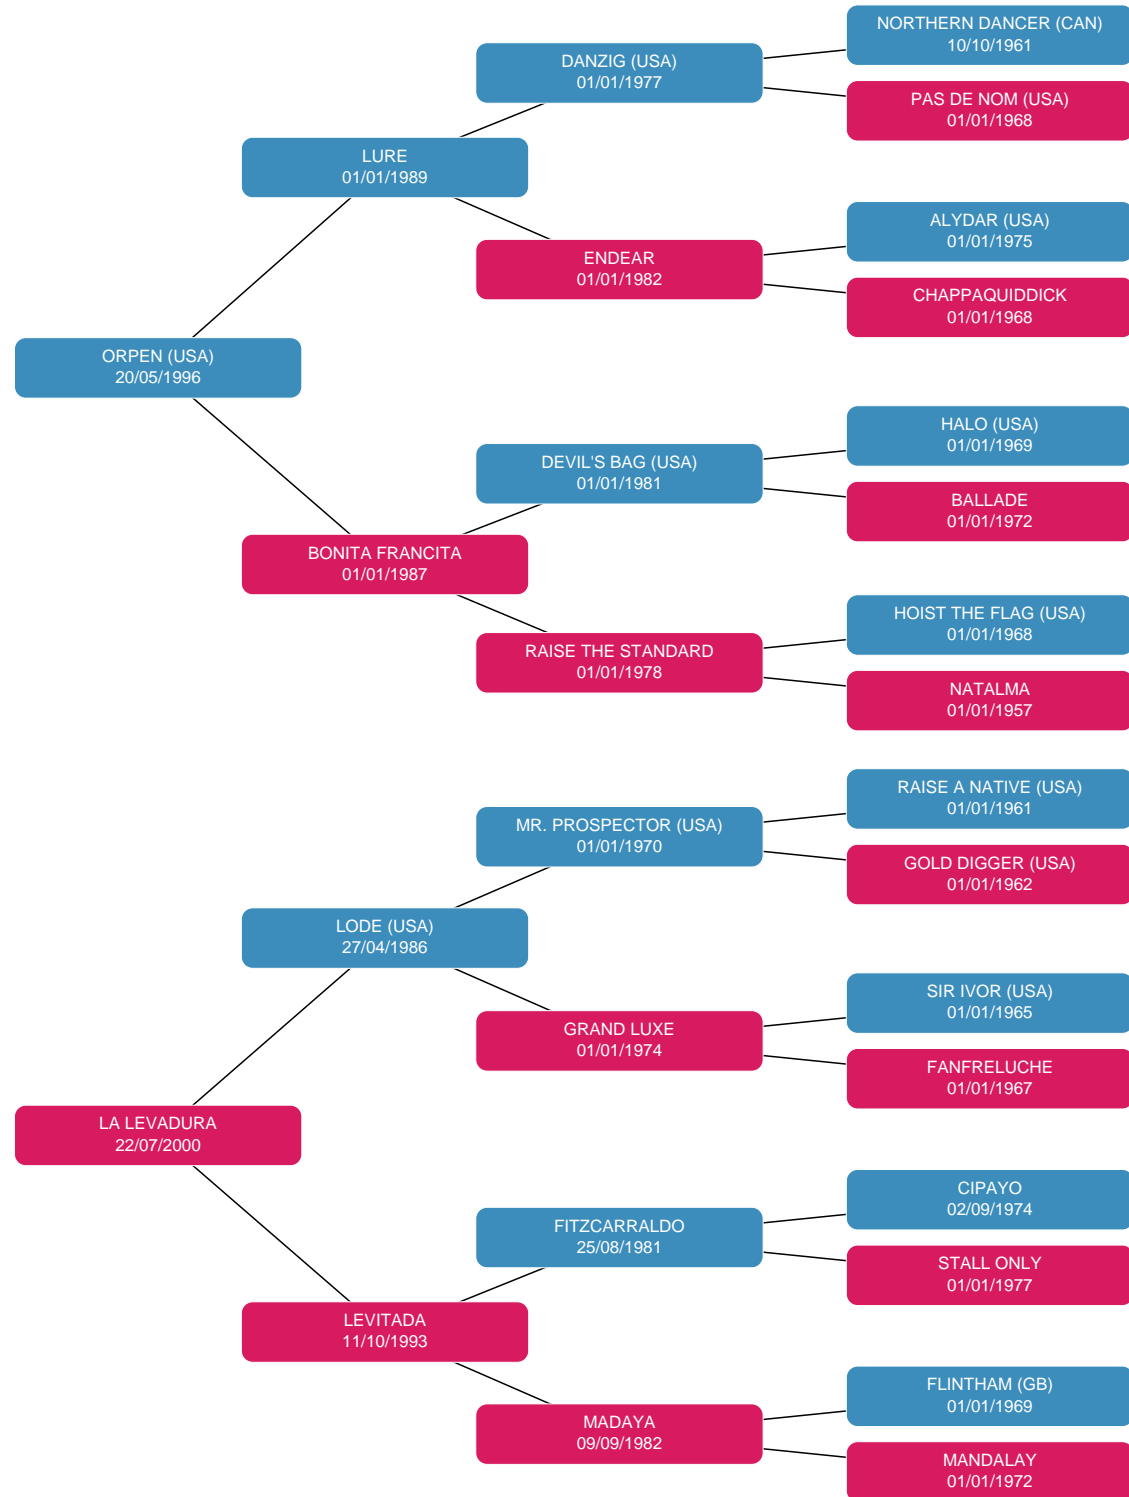 NORTHERN DANCER (CAN)
10/10/1961
DANZIG (USA)
01/01/1977
PAS DE NOM (USA)
01/01/1968
LURE
01/01/1989
ALYDAR (USA)
01/01/1975
ENDEAR
01/01/1982
CHAPPAQUIDDICK
01/01/1968
ORPEN (USA)
20/05/1996
HALO (USA)
01/01/1969
DEVIL'S BAG (USA)
01/01/1981
BALLADE
01/01/1972
BONITA FRANCITA
01/01/1987
HOIST THE FLAG (USA)
01/01/1968
RAISE THE STANDARD
01/01/1978
NATALMA
01/01/1957
RAISE A NATIVE (USA)
01/01/1961
MR. PROSPECTOR (USA)
01/01/1970
GOLD DIGGER (USA)
01/01/1962
LODE (USA)
27/04/1986
SIR IVOR (USA)
01/01/1965
GRAND LUXE
01/01/1974
FANFRELUCHE
01/01/1967
LA LEVADURA
22/07/2000
CIPAYO
02/09/1974
FITZCARRALDO
25/08/1981
STALL ONLY
01/01/1977
LEVITADA
11/10/1993
FLINTHAM (GB)
01/01/1969
MADAYA
09/09/1982
MANDALAY
01/01/1972